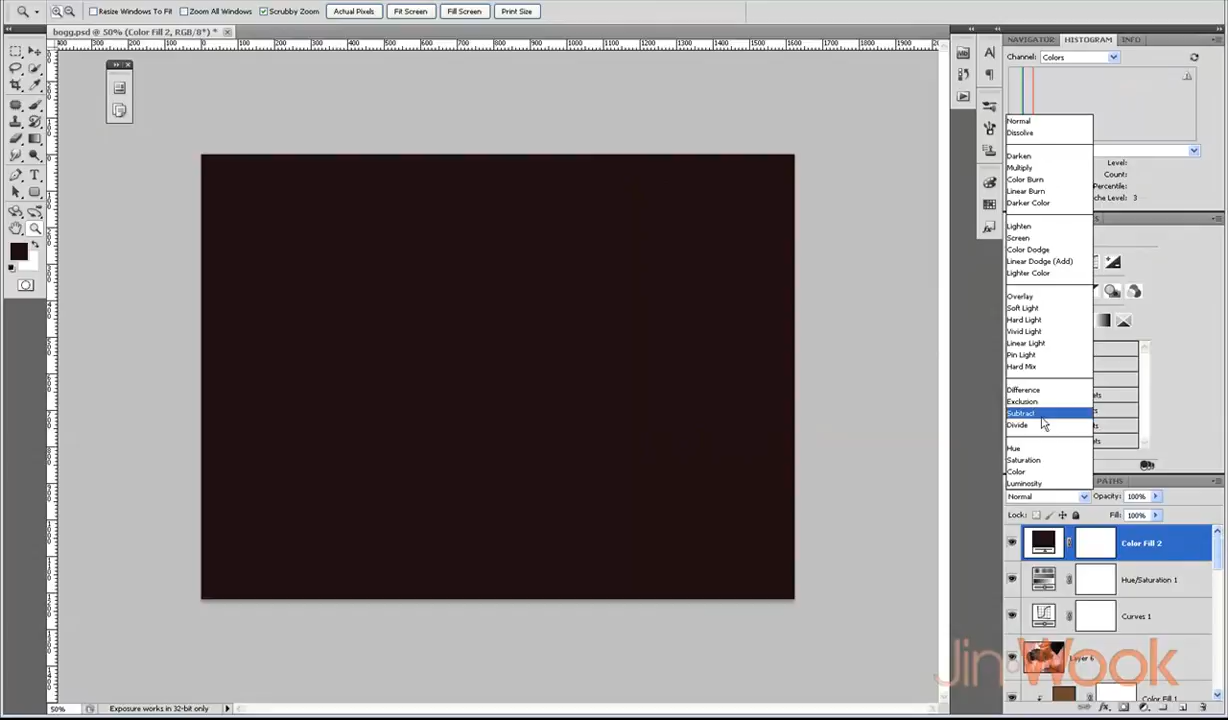 Resize Windows To Fit Zoom All Windows Scrubby Zoom Actual Pixels Fit Screen Fill Screen Print Size
bogg.psd @ 50% (Color Fill 2, RGB/8*) *
NAVIGATOR HISTOGRAM INFO
Channel: Colors
Normal
Dissolve
Darken
Multiply
Color Burn
Linear Burn
Darker Color
Lighten
Screen
Color Dodge
Linear Dodge (Add)
Lighter Color
Overlay
Soft Light
Hard Light
Vivid Light
Linear Light
Pin Light
Hard Mix
Difference
Exclusion
Subtract
Divide
Hue
Saturation
Color
Luminosity
Level:
Count:
Percentile:
che Level: 3
PATHS
Normal Opacity: 100%
Lock: Fill: 100%
Color Fill 2
Hue/Saturation 1
Curves 1
Layer 6
Color Fill 1
Jin Wook
50% Exposure works in 32-bit only